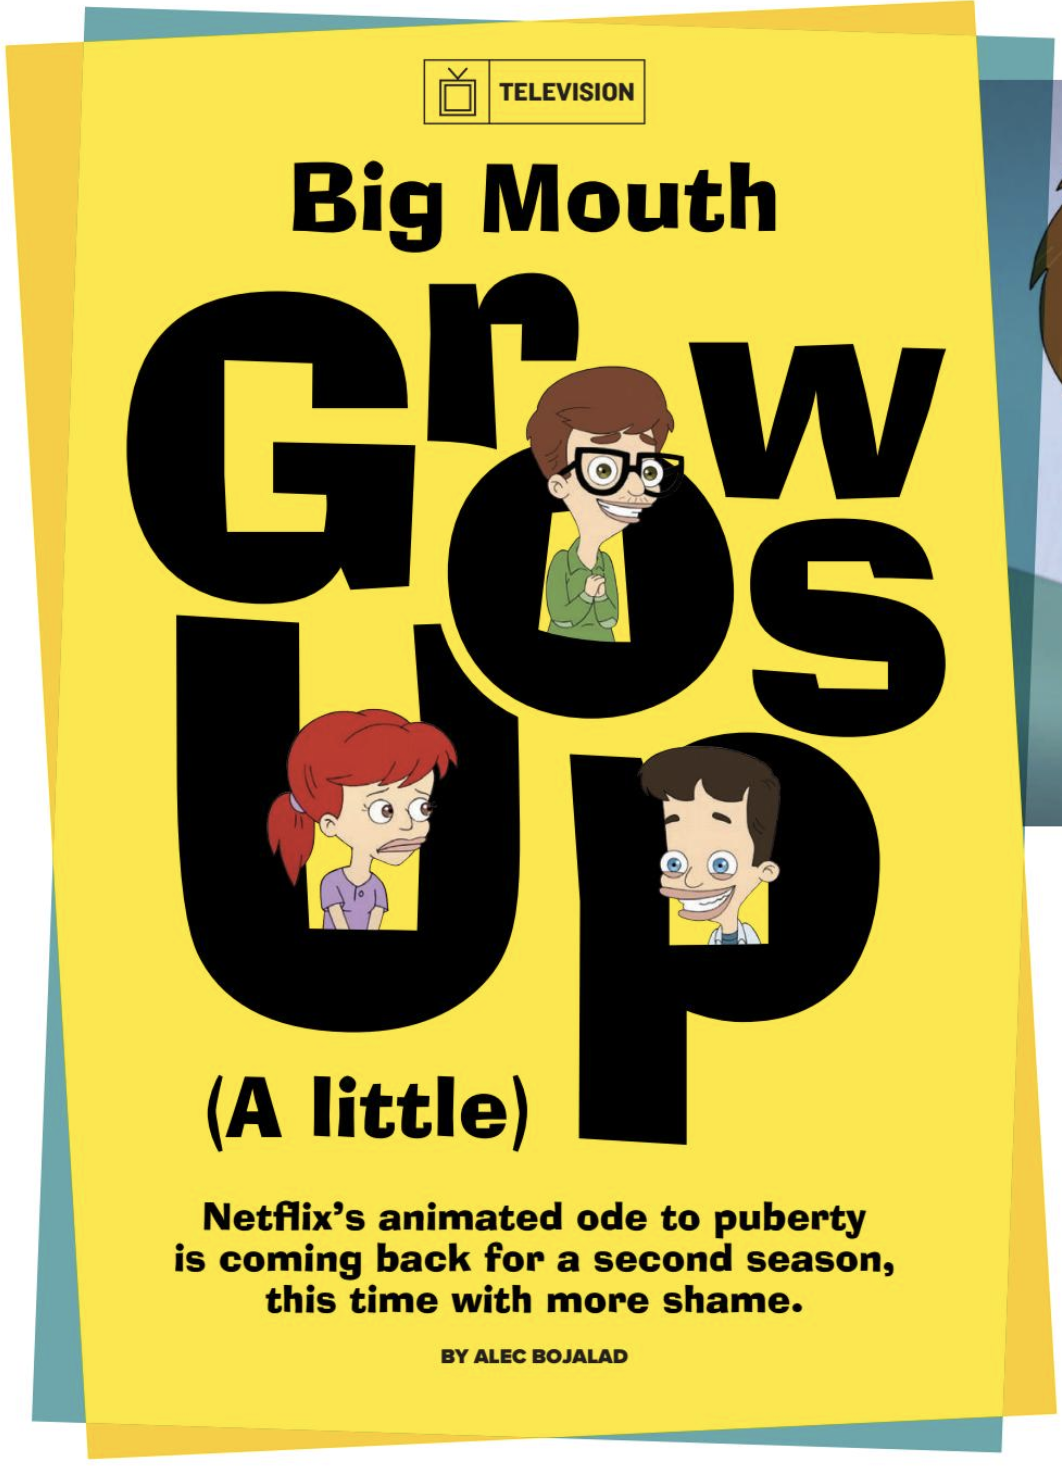 TELEVISION
Big Mouth
Grows
Up
(A little)
Netflix's animated ode to puberty
is coming back for a second season,
this time with more shame.
BY ALEC BOJALAD